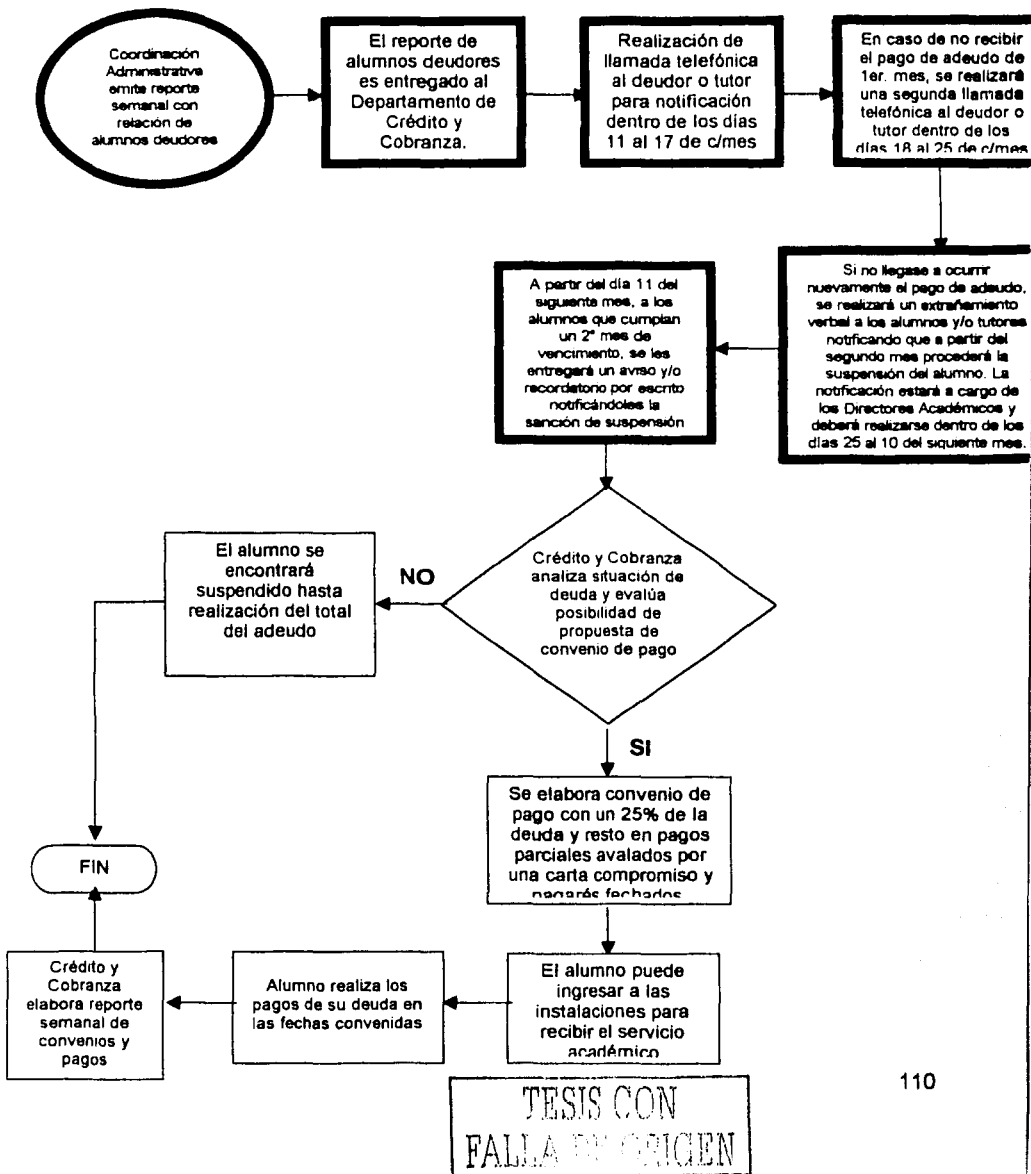 Coordinación
Administrativa
emite reporte
semanal con
relación de
alumnos deudores
El reporte de
alumnos deudores
es entregado al
Departamento de
Crédito y
Cobranza.
Realización de
llamada telefónica
al deudor o tutor
para notificación
dentro de los días
11 al 17 de c/mes
En caso de no recibir
el pago de adeudo de
1er. mes, se realizará
una segunda llamada
telefónica al deudor o
tutor dentro de los
días 18 al 25 de c/mes
Si no llegase a ocurrir
nuevamente el pago de adeudo,
se realizará un extrañamiento
verbal a los alumnos y/o tutores
notificando que a partir del
segundo mes procederá la
suspensión del alumno. La
notificación estará a cargo de
los Directores Académicos y
deberá realizarse dentro de los
días 25 al 10 del siguiente mes.
A partir del día 11 del
siguiente mes, a los
alumnos que cumplan
un 2° mes de
vencimiento, se les
entregará un aviso y/o
recordatorio por escrito
notificándoles la
sanción de suspensión
Crédito y Cobranza
analiza situación de
deuda y evalúa
posibilidad de
propuesta de
convenio de pago
NO
El alumno se
encontrará
suspendido hasta
realización del total
del adeudo
SI
Se elabora convenio de
pago con un 25% de la
deuda y resto en pagos
parciales avalados por
una carta compromiso y
pagarés fechados
El alumno puede
ingresar a las
instalaciones para
recibir el servicio
académico
Alumno realiza los
pagos de su deuda en
las fechas convenidas
Crédito y
Cobranza
elabora reporte
semanal de
convenios y
pagos
FIN
TESIS CON
FALLA DE ORIGEN
110